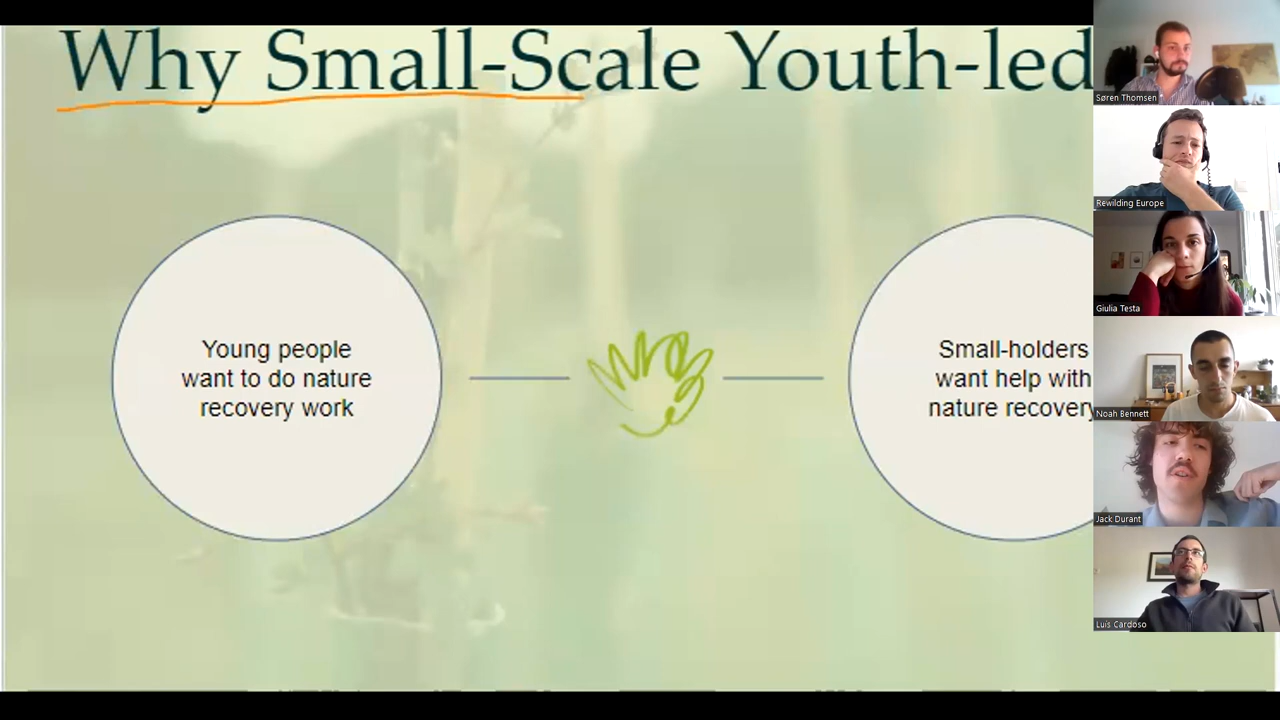 Why Small-Scale Youth-led
Young people
want to do nature
recovery work
Small-holders
want help with
nature recovery
Søren Thomsen
Rewilding Europe
Giulia Testa
Noah Bennett
Jack Durant
Luís Cardoso